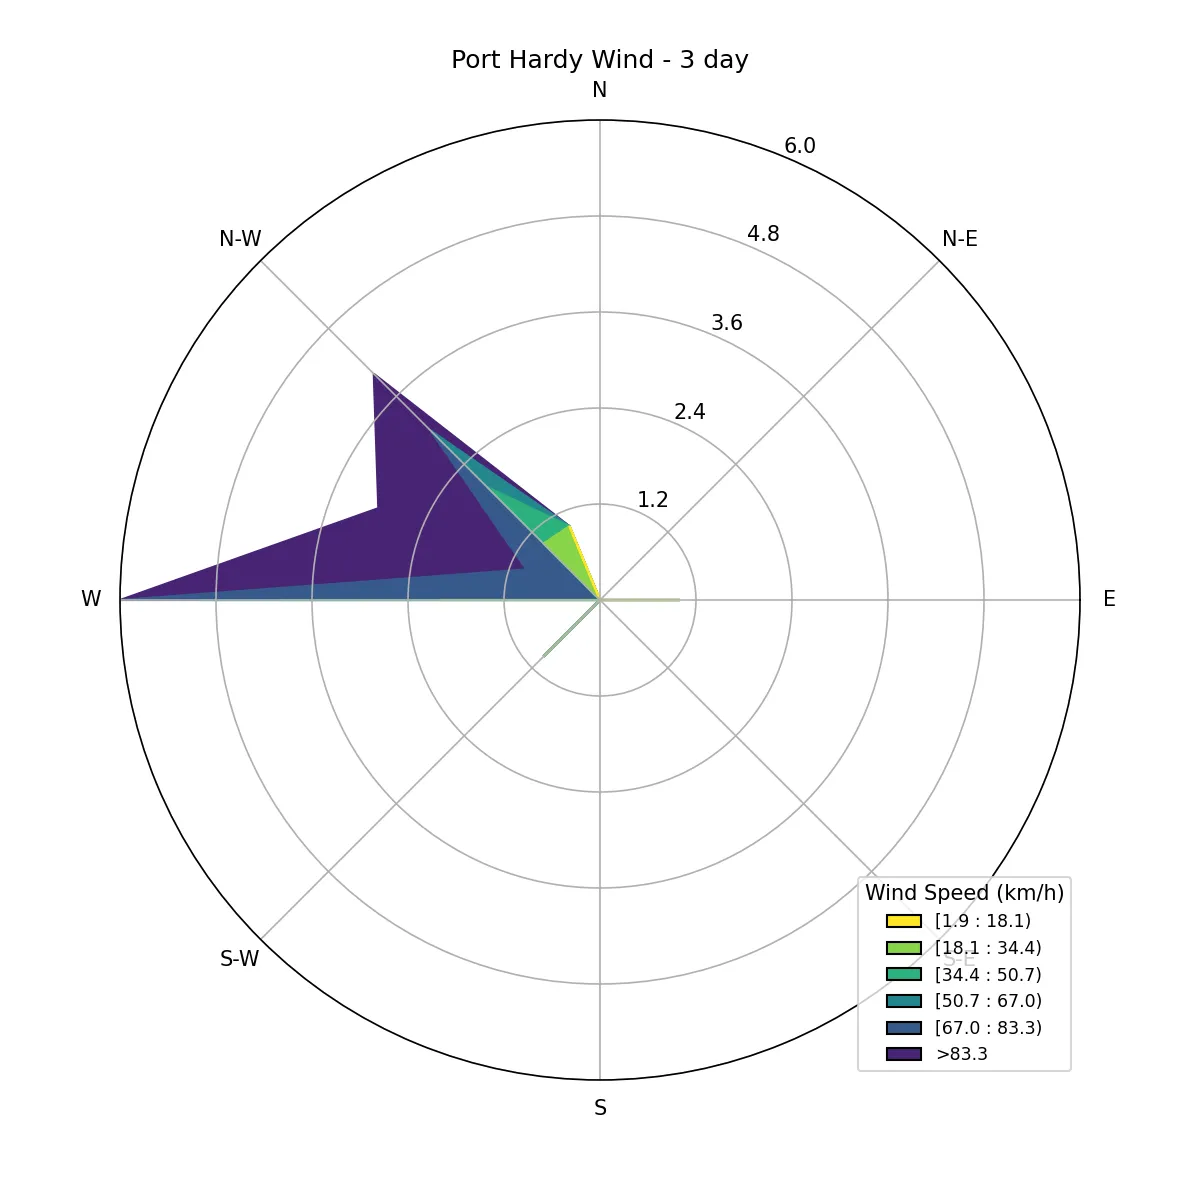 Port Hardy Wind - 3 day
N
6.0
N-W
N-E
4.8
3.6
2.4
1.2
W
E
S-W
S-E
S
Wind Speed (km/h)
[1.9 : 18.1)
[18.1 : 34.4)
[34.4 : 50.7)
[50.7 : 67.0)
[67.0 : 83.3)
>83.3